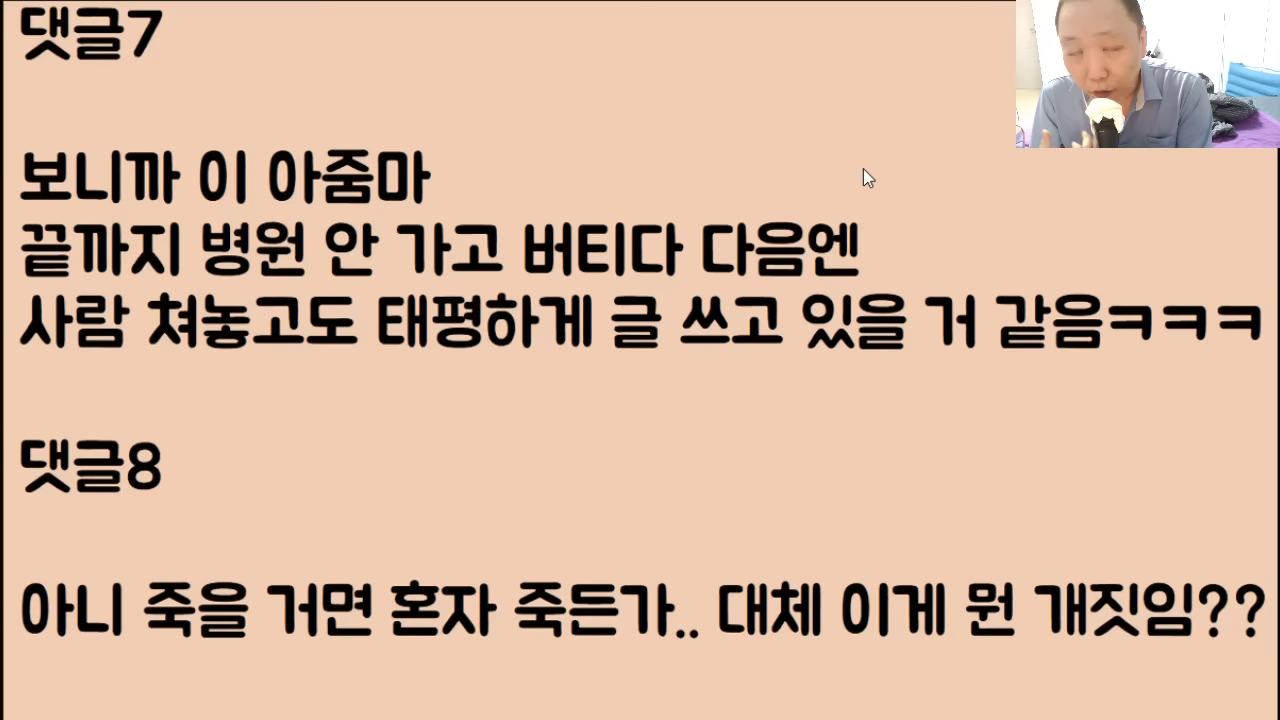 댓글7
보니까 이 아줌마
끝까지 병원 안 가고 버티다 다음엔
사람 쳐놓고도 태평하게 글 쓰고 있을 거 같음ㅋㅋㅋ
댓글8
아니 죽을 거면 혼자 죽든가.. 대체 이게 뭔 개짓임??